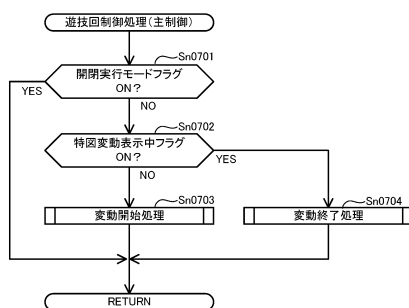 遊技回制御処理(主制御)
Sn0701
開閉実行モードフラグ
ON?
YES
NO
Sn0702
特図変動表示中フラグ
ON?
YES
NO
Sn0703
変動開始処理
Sn0704
変動終了処理
RETURN